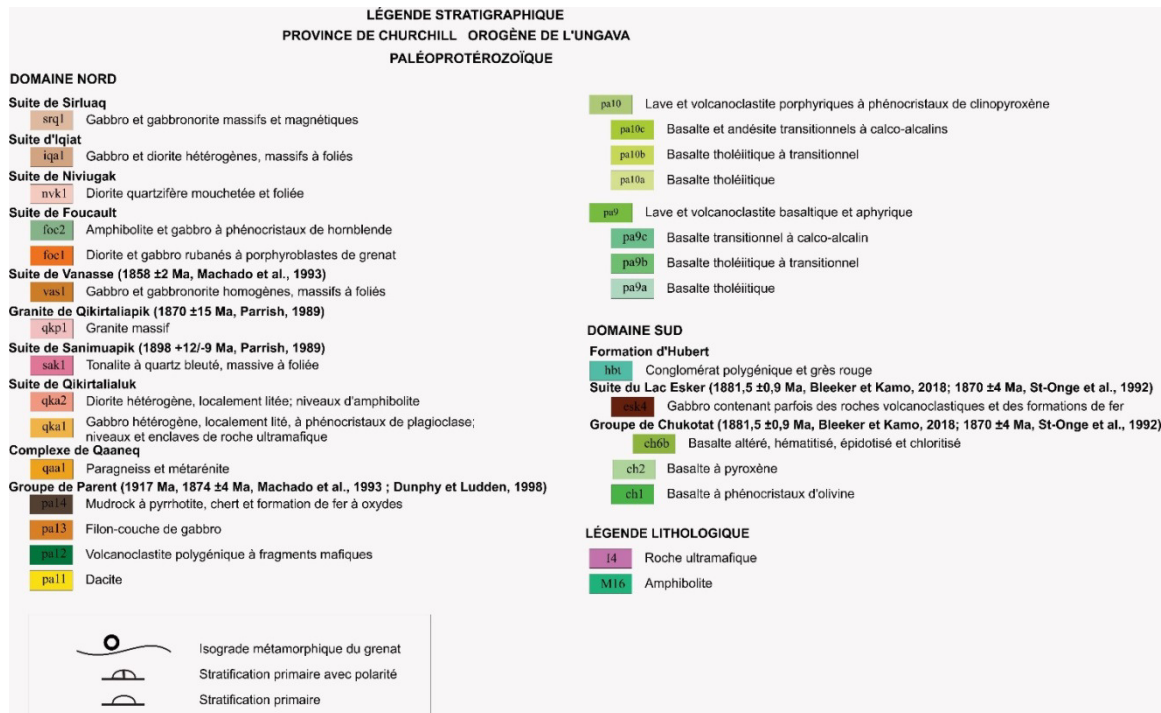 LÉGENDE STRATIGRAPHIQUE
PROVINCE DE CHURCHILL OROGÈNE DE L'UNGAVA
PALÉOPROTÉROZOÏQUE
DOMAINE NORD
Suite de Sirluaq
srq1 Gabbro et gabbronorite massifs et magnétiques
Suite d'Iqiat
iqa1 Gabbro et diorite hétérogènes, massifs à foliés
Suite de Niviugak
nvk1 Diorite quartzifère mouchetée et foliée
Suite de Foucault
foc2 Amphibolite et gabbro à phénocristaux de hornblende
foc1 Diorite et gabbro rubanés à porphyroblastes de grenat
Suite de Vanasse (1858 ±2 Ma, Machado et al., 1993)
vas1 Gabbro et gabbronorite homogènes, massifs à foliés
Granite de Qikirtaliapik (1870 ±15 Ma, Parrish, 1989)
qkp1 Granite massif
Suite de Sanimuapik (1898 +12/-9 Ma, Parrish, 1989)
sak1 Tonalite à quartz bleuté, massive à foliée
Suite de Qikirtalialuk
qka2 Diorite hétérogène, localement litée; niveaux d'amphibolite
qka1 Gabbro hétérogène, localement lité, à phénocristaux de plagioclase;
niveaux et enclaves de roche ultramafique
Complexe de Qaaneq
qaa1 Paragneiss et métarénite
Groupe de Parent (1917 Ma, 1874 ±4 Ma, Machado et al., 1993 ; Dunphy et Ludden, 1998)
pa14 Mudrock à pyrrhotite, chert et formation de fer à oxydes
pa13 Filon-couche de gabbro
pa12 Volcanoclastite polygénique à fragments mafiques
pa11 Dacite
pa10 Lave et volcanoclastite porphyriques à phénocristaux de clinopyroxène
pa10c Basalte et andésite transitionnels à calco-alcalins
pa10b Basalte tholéiitique à transitionnel
pa10a Basalte tholéiitique
pa9 Lave et volcanoclastite basaltique et aphyrique
pa9c Basalte transitionnel à calco-alcalin
pa9b Basalte tholéiitique à transitionnel
pa9a Basalte tholéiitique
DOMAINE SUD
Formation d'Hubert
hbt Conglomérat polygénique et grès rouge
Suite du Lac Esker (1881,5 ±0,9 Ma, Bleeker et Kamo, 2018; 1870 ±4 Ma, St-Onge et al., 1992)
esk4 Gabbro contenant parfois des roches volcanoclastiques et des formations de fer
Groupe de Chukotat (1881,5 ±0,9 Ma, Bleeker et Kamo, 2018; 1870 ±4 Ma, St-Onge et al., 1992)
ch6b Basalte altéré, hématitisé, épidotisé et chloritisé
ch2 Basalte à pyroxène
ch1 Basalte à phénocristaux d'olivine
LÉGENDE LITHOLOGIQUE
I4 Roche ultramafique
M16 Amphibolite
Isograde métamorphique du grenat
Stratification primaire avec polarité
Stratification primaire